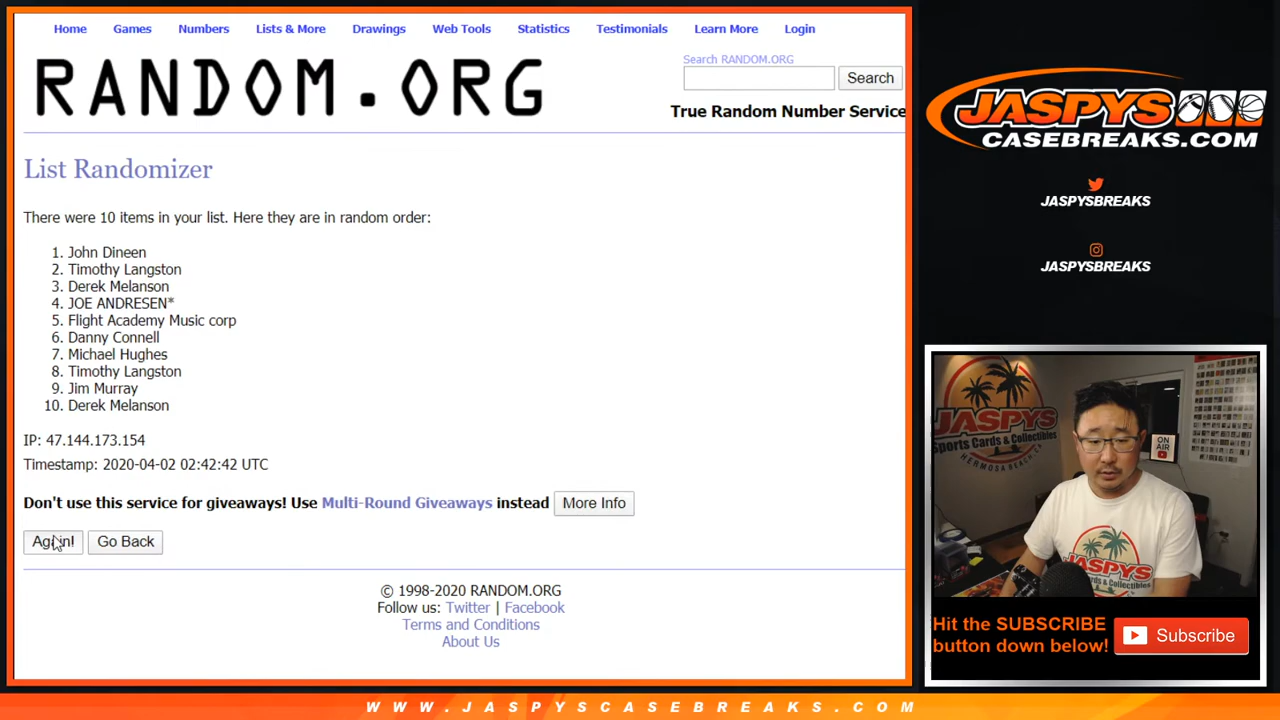 Home Games Numbers Lists & More Drawings Web Tools Statistics Testimonials Learn More Login
RANDOM.ORG
Search RANDOM.ORG
Search
True Random Number Service
List Randomizer
There were 10 items in your list. Here they are in random order:
1. John Dineen
2. Timothy Langston
3. Derek Melanson
4. JOE ANDRESEN*
5. Flight Academy Music corp
6. Danny Connell
7. Michael Hughes
8. Timothy Langston
9. Jim Murray
10. Derek Melanson
IP: 47.144.173.154
Timestamp: 2020-04-02 02:42:42 UTC
Don't use this service for giveaways! Use Multi-Round Giveaways instead More Info
Again! Go Back
© 1998-2020 RANDOM.ORG
Follow us: Twitter | Facebook
Terms and Conditions
About Us
JASPYS
CASEBREAKS.COM
JASPYSBREAKS
JASPYSBREAKS
JASPYS
Sports Cards & Collectibles
HERMOSA BEACH
ON
AIR
JASPYS
Hit the SUBSCRIBE
button down below!
Subscribe
WWW.JASPYSCASEBREAKS.COM